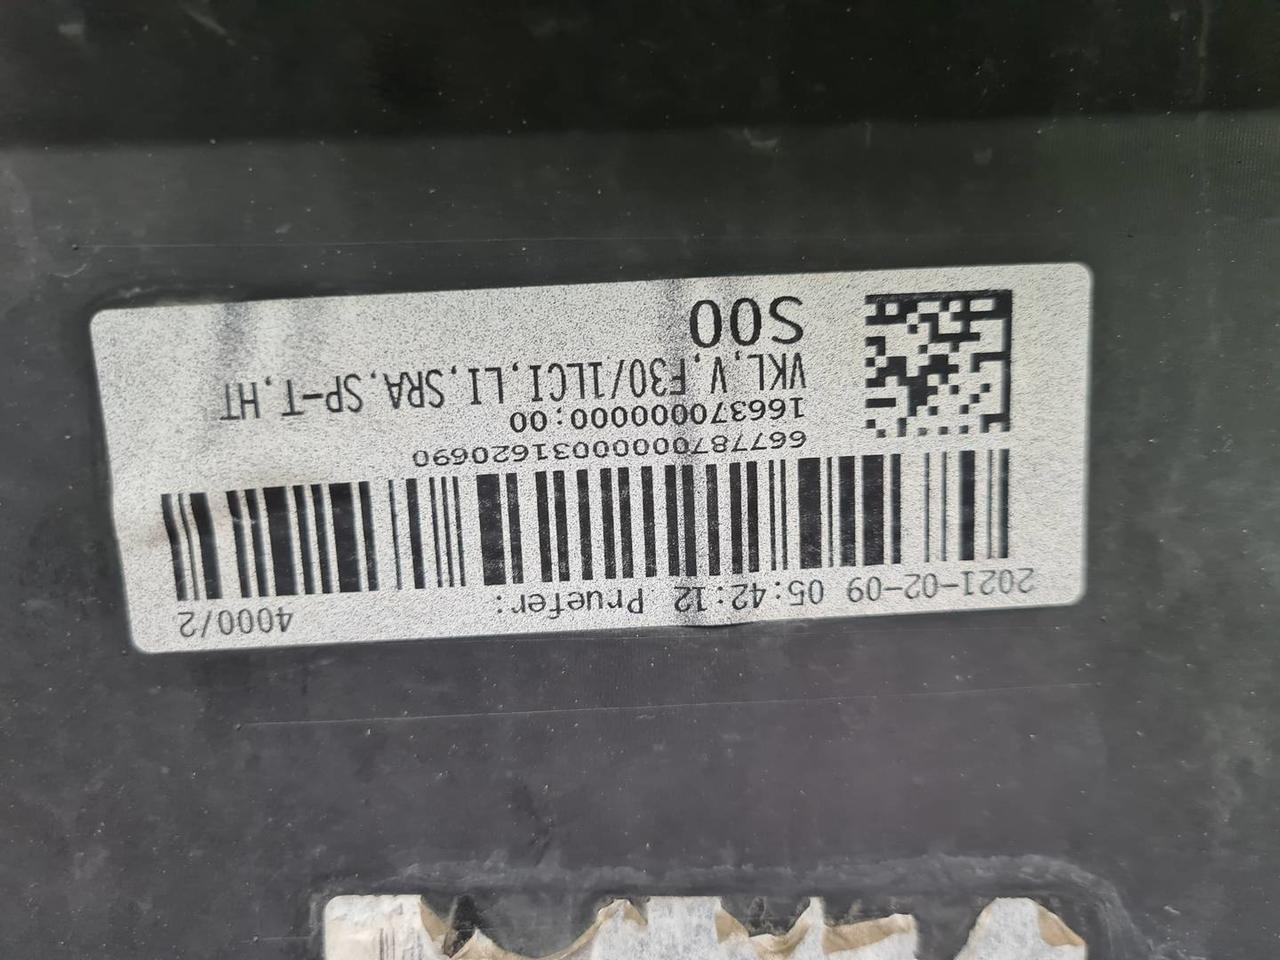 2021-02-09 05:42:12 Pruefer: 4000/2
6677870000031620690
166370000000:00
VKL,V,F30/1LCI,LI,SRA,SP-T,HT
S00